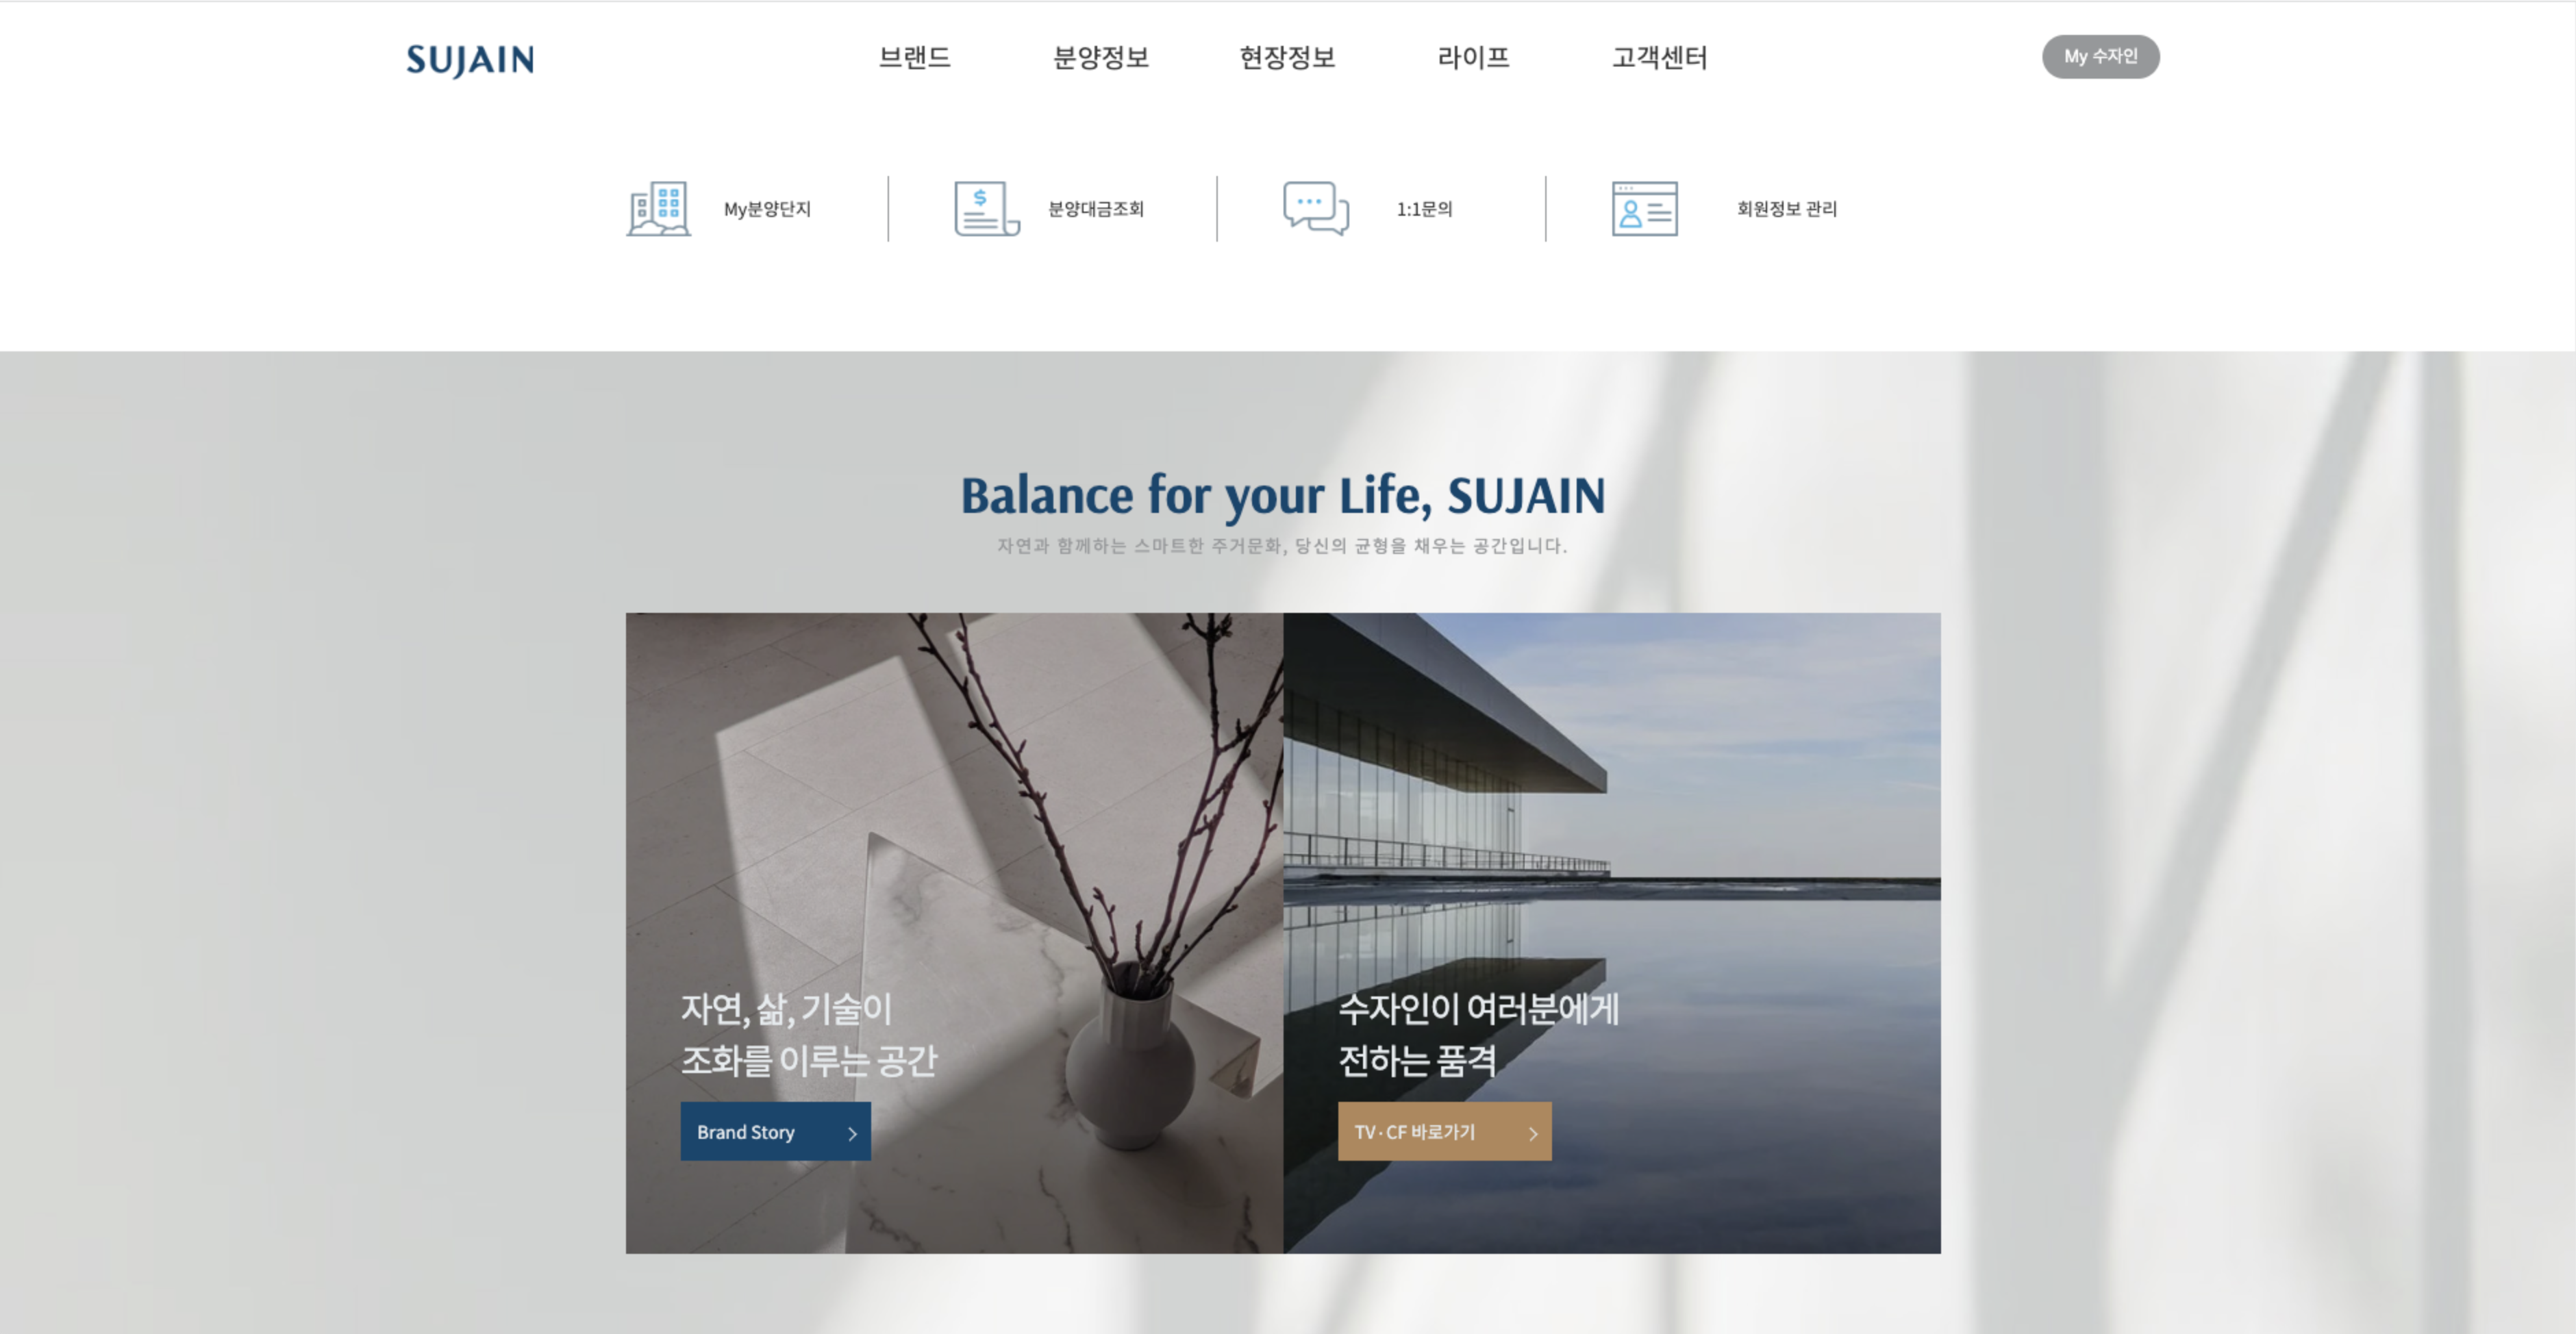 SUJAIN
브랜드
분양정보
현장정보
라이프
고객센터
My 수자인
My분양단지
분양대금조회
1:1문의
회원정보 관리
Balance for your Life, SUJAIN
자연과 함께하는 스마트한 주거문화, 당신의 균형을 채우는 공간입니다.
자연, 삶, 기술이
조화를 이루는 공간
Brand Story
수자인이 여러분에게
전하는 품격
TV·CF 바로가기